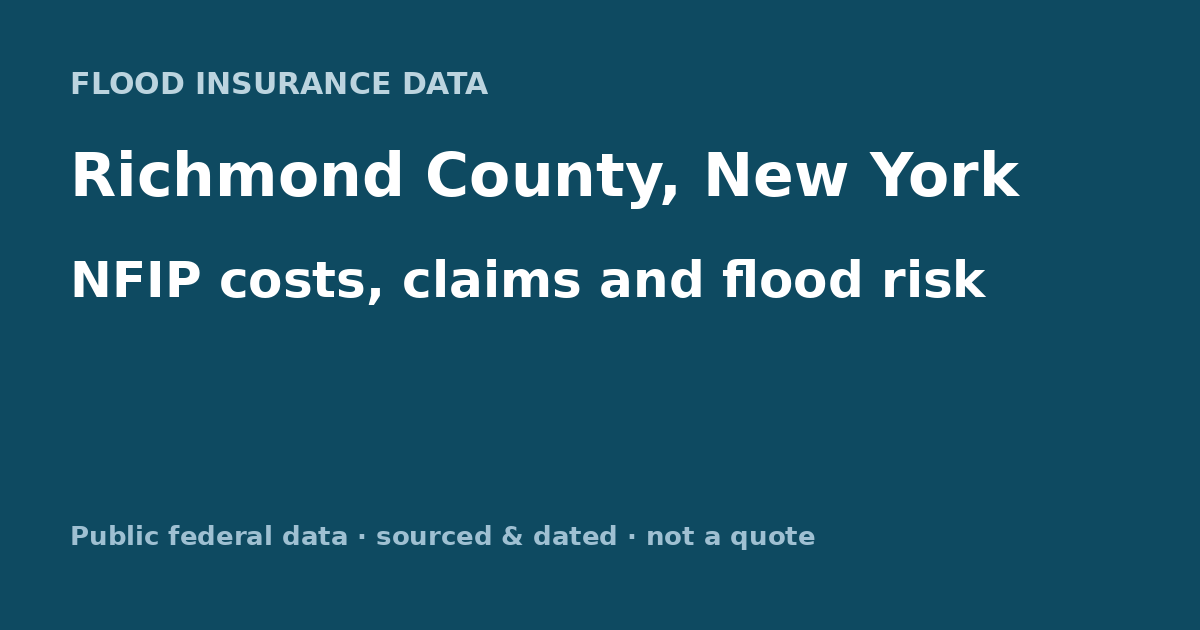 FLOOD INSURANCE DATA
Richmond County, New York
NFIP costs, claims and flood risk
Public federal data · sourced & dated · not a quote